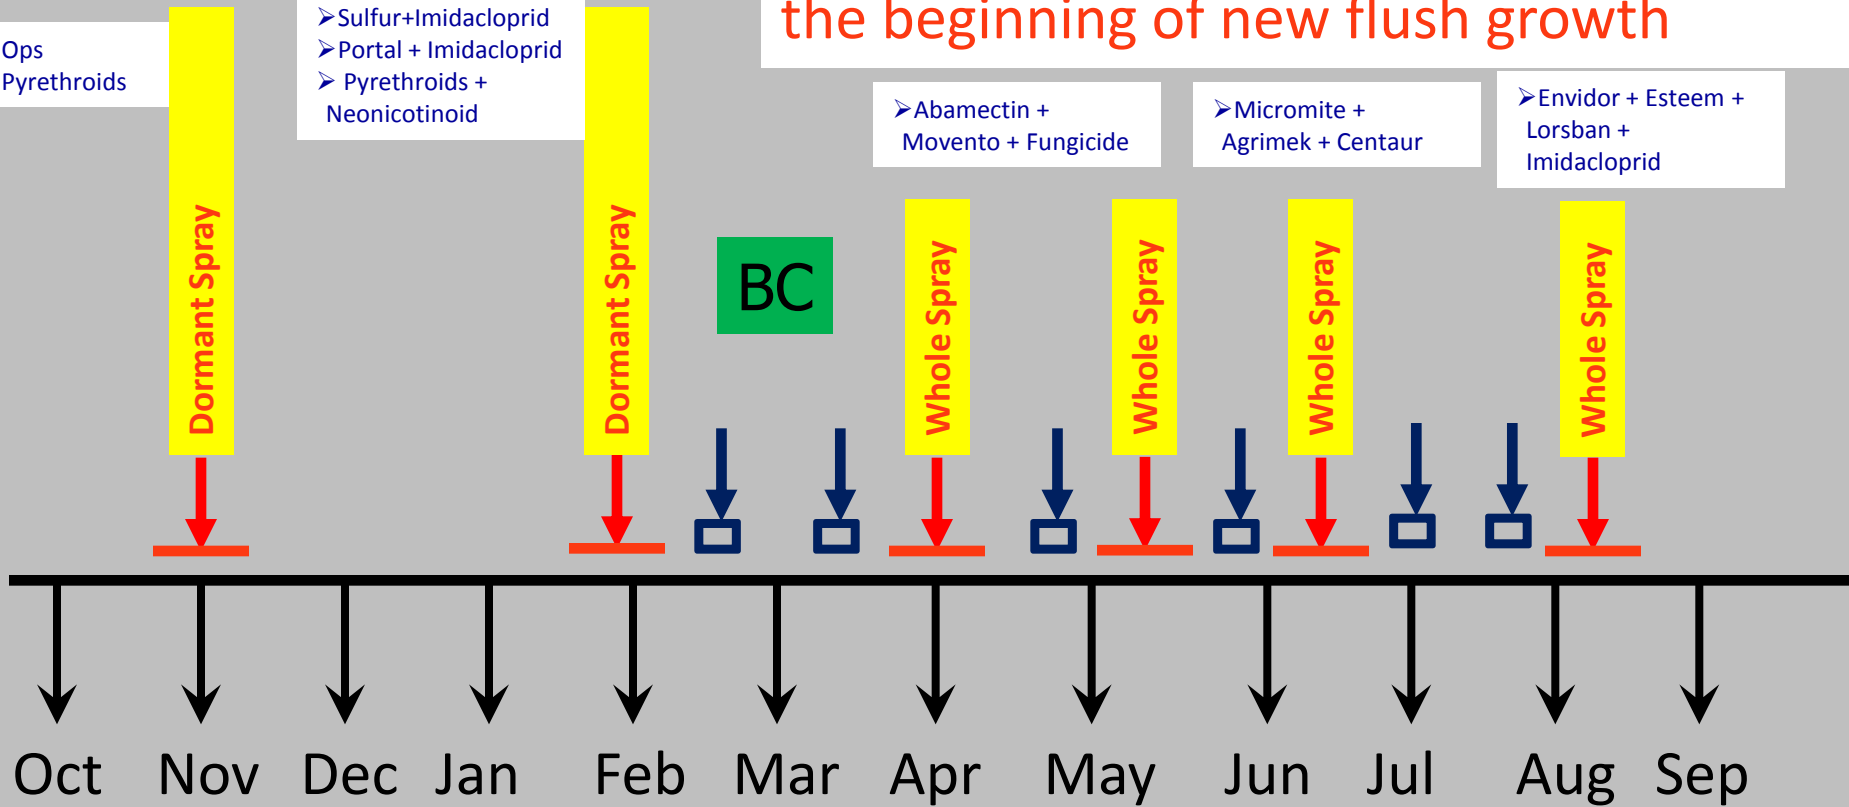 the beginning of new flush growth
Ops
Pyrethroids
➢Sulfur+Imidacloprid
➢Portal + Imidacloprid
➢ Pyrethroids +
Neonicotinoid
➢Abamectin +
Movento + Fungicide
➢Micromite +
Agrimek + Centaur
➢Envidor + Esteem +
Lorsban +
Imidacloprid
Dormant Spray
Dormant Spray
BC
Whole Spray
Whole Spray
Whole Spray
Whole Spray
Oct Nov Dec Jan Feb Mar Apr May Jun Jul Aug Sep